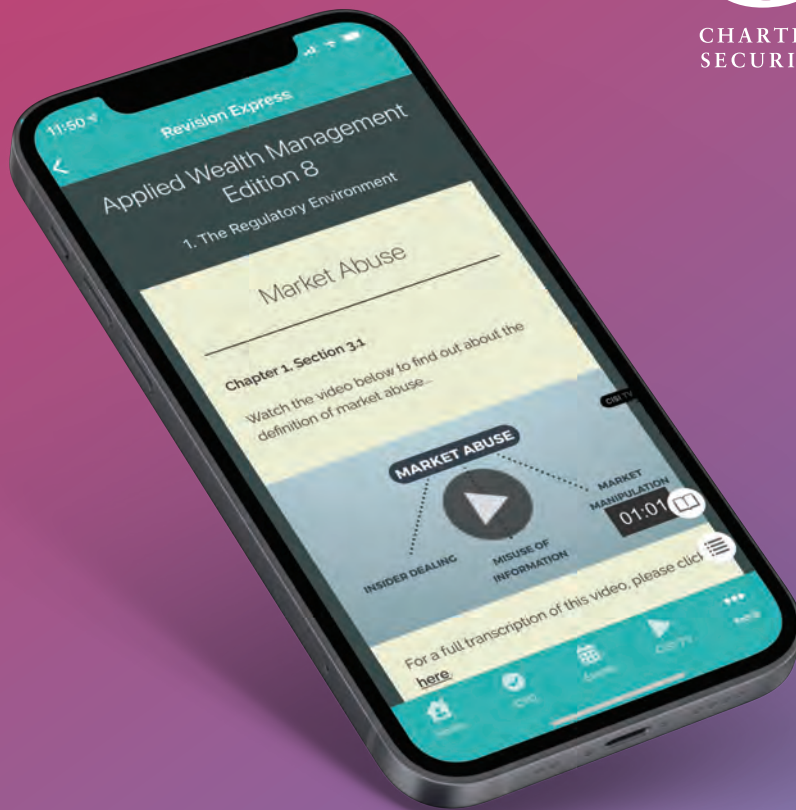 CHARTE
SECURI
11:50
Revision Express
Applied Wealth Management
Edition 8
1. The Regulatory Environment
Market Abuse
Chapter 1, Section 3.1
Watch the video below to find out about the
definition of market abuse...
CISI TV
MARKET ABUSE
MARKET
MANIPULATION
01:01
INSIDER DEALING
MISUSE OF
INFORMATION
For a full transcription of this video, please click
here.
CPD
Events
CISI TV